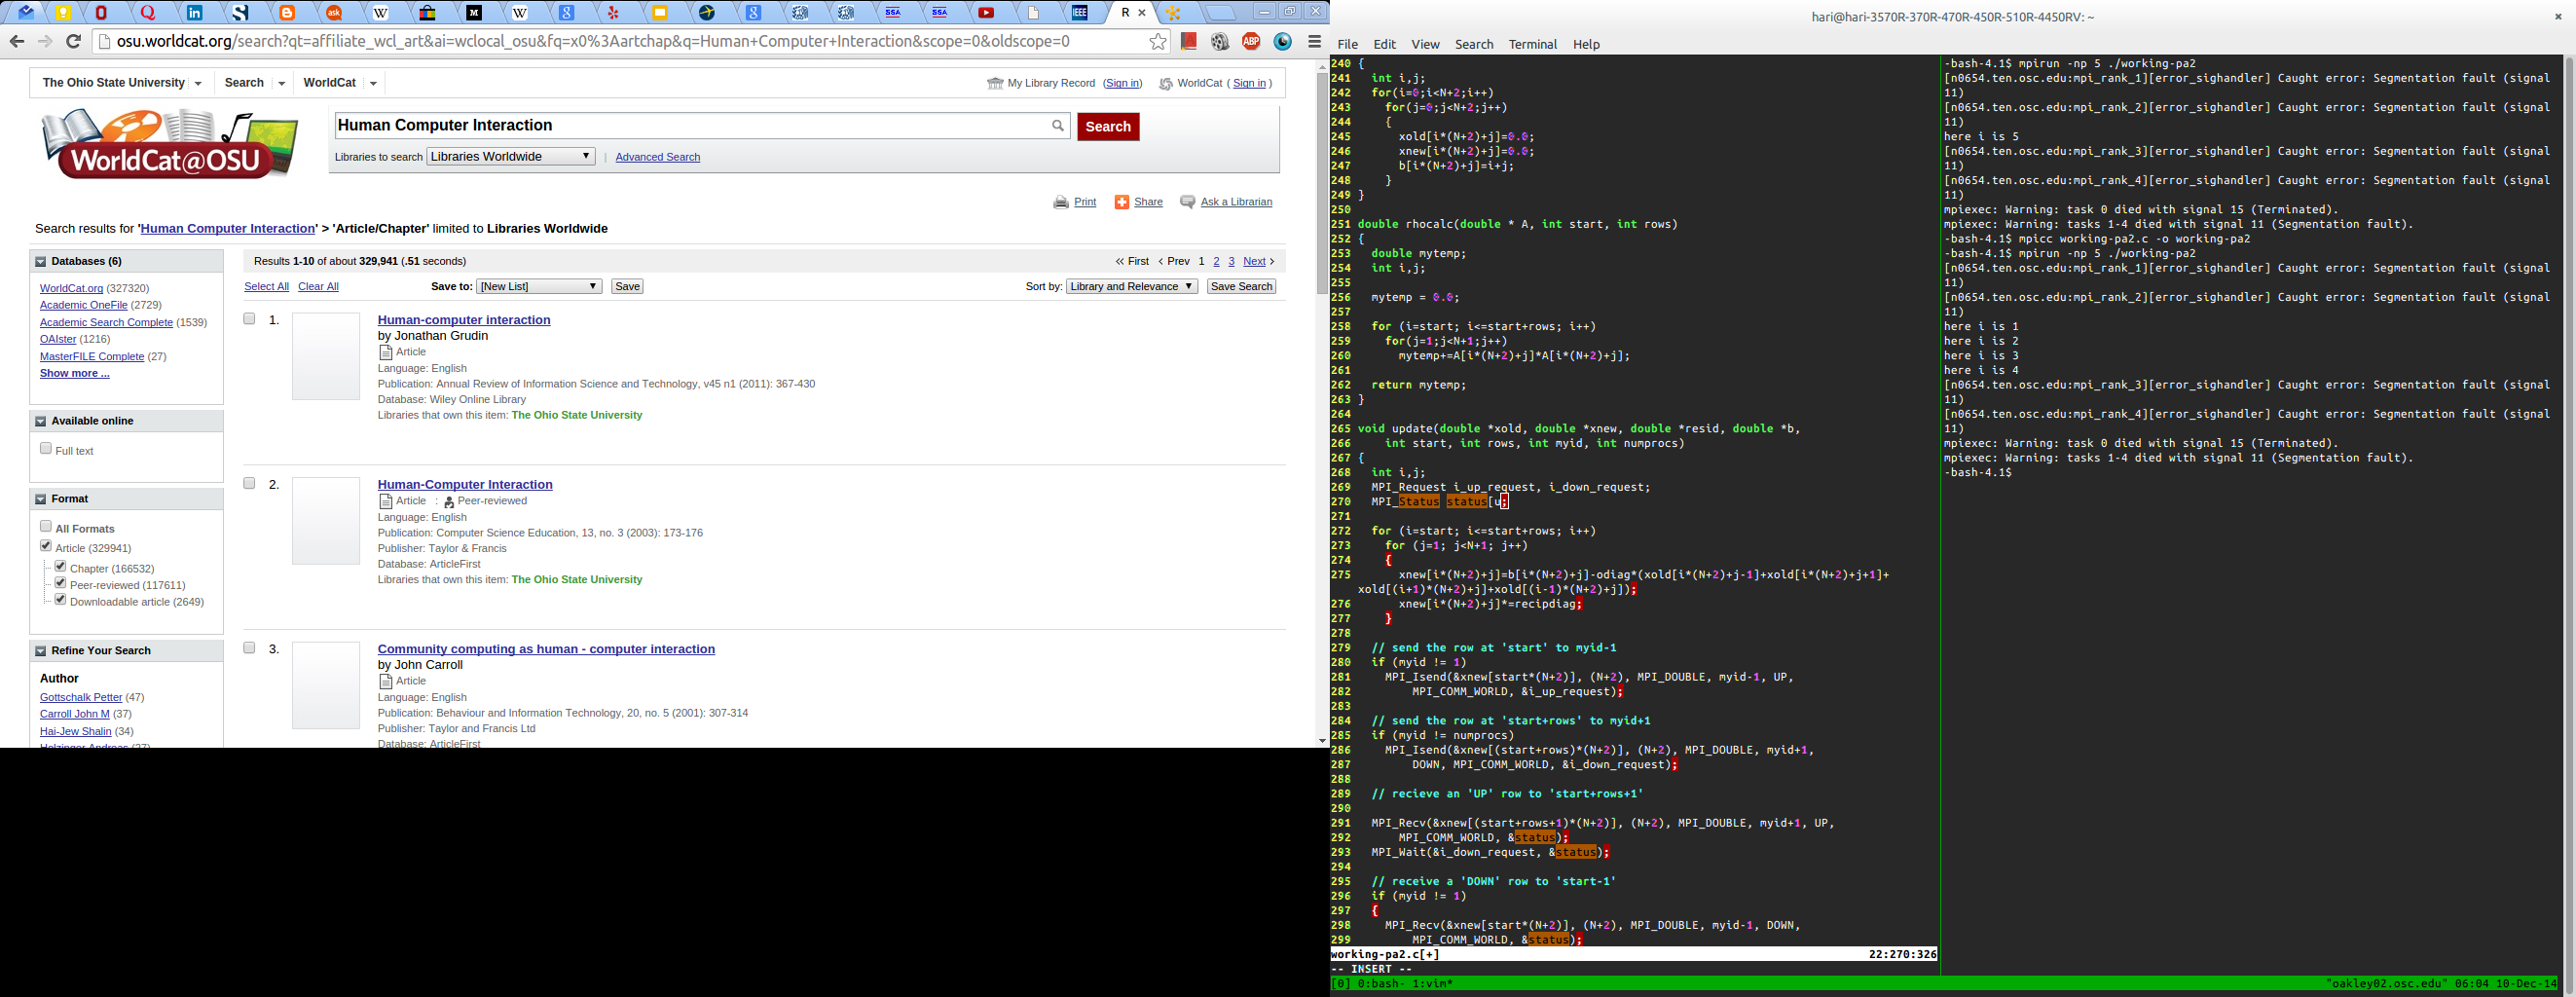 osu.worldcat.org/search?qt=affiliate_wcl_art&ai=wclocal_osu&fq=x0%3Aartchap&q=Human+Computer+Interaction&scope=0&oldscope=0
The Ohio State University
Search
WorldCat
My Library Record (Sign in)
WorldCat ( Sign in )
WorldCat@OSU
Human Computer Interaction
Search
Libraries to search Libraries Worldwide | Advanced Search
Print Share Ask a Librarian
Search results for 'Human Computer Interaction' > 'Article/Chapter' limited to Libraries Worldwide
Databases (6)
WorldCat.org (327320)
Academic OneFile (2729)
Academic Search Complete (1539)
OAIster (1216)
MasterFILE Complete (27)
Show more ...
Available online
Full text
Format
All Formats
Article (329941)
Chapter (166532)
Peer-reviewed (117611)
Downloadable article (2649)
Refine Your Search
Author
Gottschalk Petter (47)
Carroll John M (37)
Hai-Jew Shalin (34)
Results 1-10 of about 329,941 (.51 seconds)
« First < Prev 1 2 3 Next >
Select All Clear All Save to: [New List] Save
Sort by: Library and Relevance Save Search
1. Human-computer interaction
by Jonathan Grudin
Article
Language: English
Publication: Annual Review of Information Science and Technology, v45 n1 (2011): 367-430
Database: Wiley Online Library
Libraries that own this item: The Ohio State University
2. Human-Computer Interaction
Article : Peer-reviewed
Language: English
Publication: Computer Science Education, 13, no. 3 (2003): 173-176
Publisher: Taylor & Francis
Database: ArticleFirst
Libraries that own this item: The Ohio State University
3. Community computing as human - computer interaction
by John Carroll
Article
Language: English
Publication: Behaviour and Information Technology, 20, no. 5 (2001): 307-314
Publisher: Taylor and Francis Ltd
Database: ArticleFirst
hari@hari-3570R-370R-470R-450R-510R-4450RV: ~
File Edit View Search Terminal Help
240 {
241   int i,j;
242   for(i=0;i<N+2;i++)
243     for(j=0;j<N+2;j++)
244     {
245       xold[i*(N+2)+j]=0.0;
246       xnew[i*(N+2)+j]=0.0;
247       b[i*(N+2)+j]=i+j;
248     }
249 }
250
251 double rhocalc(double * A, int start, int rows)
252 {
253   double mytemp;
254   int i,j;
255
256   mytemp = 0.0;
257
258   for (i=start; i<=start+rows; i++)
259     for(j=1;j<N+1;j++)
260       mytemp+=A[i*(N+2)+j]*A[i*(N+2)+j];
261
262   return mytemp;
263 }
264
265 void update(double *xold, double *xnew, double *resid, double *b,
266     int start, int rows, int myid, int numprocs)
267 {
268   int i,j;
269   MPI_Request i_up_request, i_down_request;
270   MPI_Status status[u;
271
272   for (i=start; i<=start+rows; i++)
273     for (j=1; j<N+1; j++)
274     {
275       xnew[i*(N+2)+j]=b[i*(N+2)+j]-odiag*(xold[i*(N+2)+j-1]+xold[i*(N+2)+j+1]+
xold[(i+1)*(N+2)+j]+xold[(i-1)*(N+2)+j]);
276       xnew[i*(N+2)+j]*=recipdiag;
277     }
278
279   // send the row at 'start' to myid-1
280   if (myid != 1)
281     MPI_Isend(&xnew[start*(N+2)], (N+2), MPI_DOUBLE, myid-1, UP,
282         MPI_COMM_WORLD, &i_up_request);
283
284   // send the row at 'start+rows' to myid+1
285   if (myid != numprocs)
286     MPI_Isend(&xnew[(start+rows)*(N+2)], (N+2), MPI_DOUBLE, myid+1,
287         DOWN, MPI_COMM_WORLD, &i_down_request);
288
289   // recieve an 'UP' row to 'start+rows+1'
290
291   MPI_Recv(&xnew[(start+rows+1)*(N+2)], (N+2), MPI_DOUBLE, myid+1, UP,
292       MPI_COMM_WORLD, &status);
293   MPI_Wait(&i_down_request, &status);
294
295   // receive a 'DOWN' row to 'start-1'
296   if (myid != 1)
297   {
298     MPI_Recv(&xnew[start*(N+2)], (N+2), MPI_DOUBLE, myid-1, DOWN,
299         MPI_COMM_WORLD, &status);
working-pa2.c[+] 22:270:326
-- INSERT --
-bash-4.1$ mpirun -np 5 ./working-pa2
[n0654.ten.osc.edu:mpi_rank_1][error_sighandler] Caught error: Segmentation fault (signal
11)
[n0654.ten.osc.edu:mpi_rank_2][error_sighandler] Caught error: Segmentation fault (signal
11)
here i is 5
[n0654.ten.osc.edu:mpi_rank_3][error_sighandler] Caught error: Segmentation fault (signal
11)
[n0654.ten.osc.edu:mpi_rank_4][error_sighandler] Caught error: Segmentation fault (signal
11)
mpiexec: Warning: task 0 died with signal 15 (Terminated).
mpiexec: Warning: tasks 1-4 died with signal 11 (Segmentation fault).
-bash-4.1$ mpicc working-pa2.c -o working-pa2
-bash-4.1$ mpirun -np 5 ./working-pa2
[n0654.ten.osc.edu:mpi_rank_1][error_sighandler] Caught error: Segmentation fault (signal
11)
[n0654.ten.osc.edu:mpi_rank_2][error_sighandler] Caught error: Segmentation fault (signal
11)
here i is 1
here i is 2
here i is 3
here i is 4
[n0654.ten.osc.edu:mpi_rank_3][error_sighandler] Caught error: Segmentation fault (signal
11)
[n0654.ten.osc.edu:mpi_rank_4][error_sighandler] Caught error: Segmentation fault (signal
11)
mpiexec: Warning: task 0 died with signal 15 (Terminated).
mpiexec: Warning: tasks 1-4 died with signal 11 (Segmentation fault).
-bash-4.1$
[0] 0:bash- 1:vim* "oakley02.osc.edu" 06:04 10-Dec-14